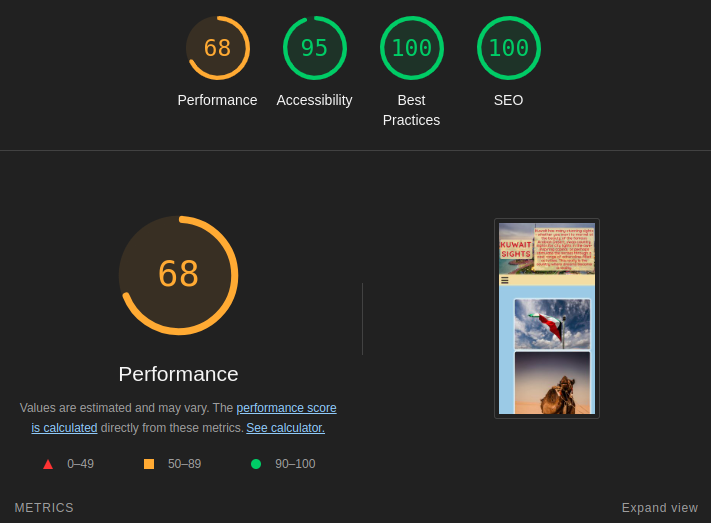 68
95
100
100
Performance
Accessibility
Best
Practices
SEO
68
Performance
Values are estimated and may vary. The performance score
is calculated directly from these metrics. See calculator.
0–49
50–89
90–100
KUWAIT
SIGHTS
METRICS
Expand view